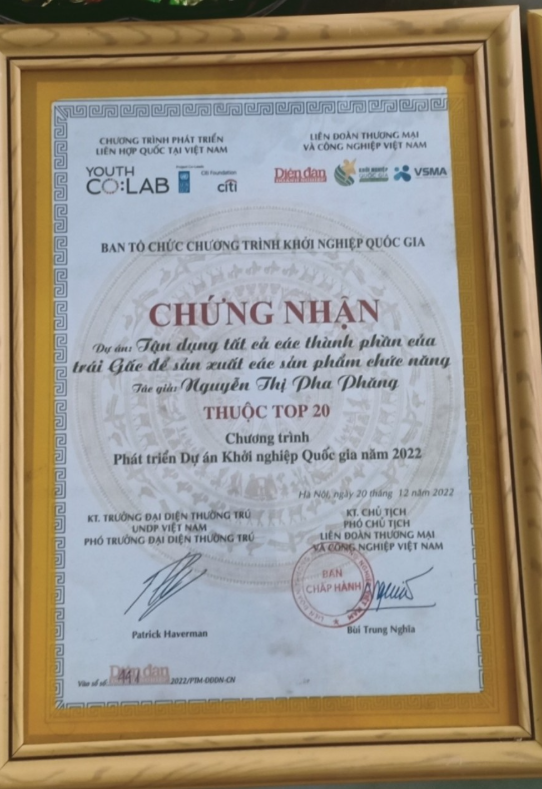 CHƯƠNG TRÌNH PHÁT TRIỂN
LIÊN HỢP QUỐC TẠI VIỆT NAM
LIÊN ĐOÀN THƯƠNG MẠI
VÀ CÔNG NGHIỆP VIỆT NAM
YOUTH
CO:LAB
Citi Foundation
citi
Diễn đàn
VSMA
BAN TỔ CHỨC CHƯƠNG TRÌNH KHỞI NGHIỆP QUỐC GIA
CHỨNG NHẬN
Dự án: Tận dụng tất cả các thành phần của
trái Gấc để sản xuất các sản phẩm chức năng
Tác giả: Nguyễn Thị Pha Phăng
THUỘC TOP 20
Chương trình
Phát triển Dự án Khởi nghiệp Quốc gia năm 2022
Hà Nội, ngày 20 tháng 12 năm 2022
KT. TRƯỞNG ĐẠI DIỆN THƯỜNG TRÚ
UNDP VIỆT NAM
PHÓ TRƯỞNG ĐẠI DIỆN THƯỜNG TRÚ
Patrick Haverman
KT. CHỦ TỊCH
PHÓ CHỦ TỊCH
LIÊN ĐOÀN THƯƠNG MẠI
VÀ CÔNG NGHIỆP VIỆT NAM
BAN
CHẤP HÀNH
Bùi Trung Nghĩa
Diễn đàn
Vào sổ số 2022/PTM-DDDN-CN